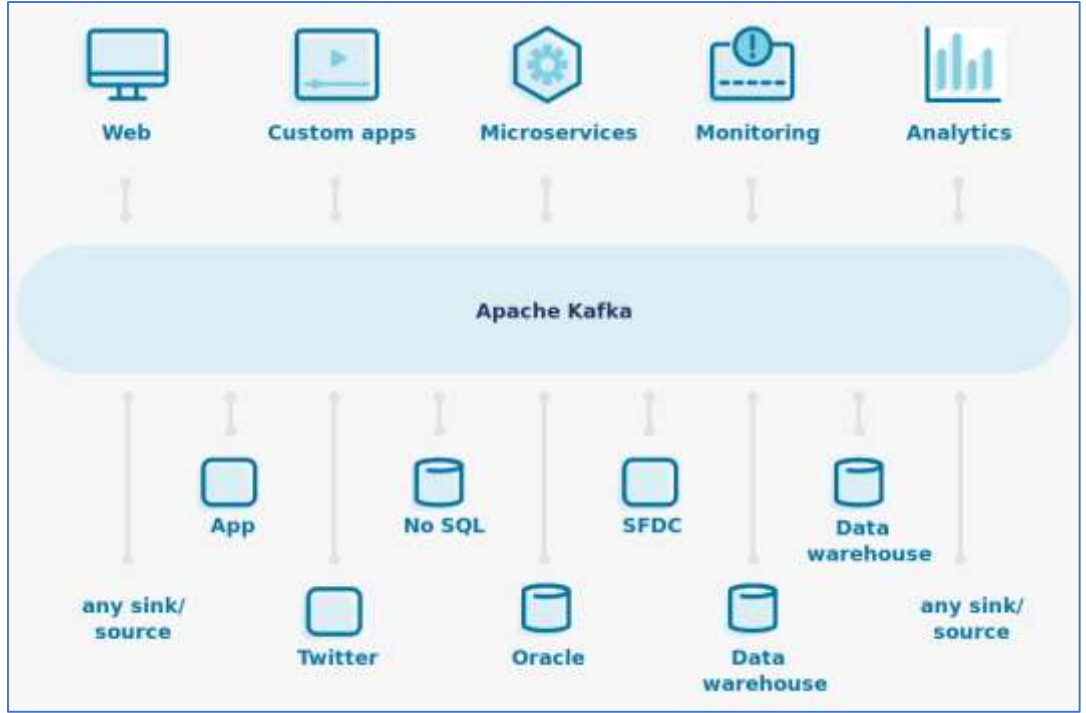 Web
Custom apps
Microservices
Monitoring
Analytics
Apache Kafka
App
No SQL
SFDC
Data
warehouse
any sink/
source
Twitter
Oracle
Data
warehouse
any sink/
source